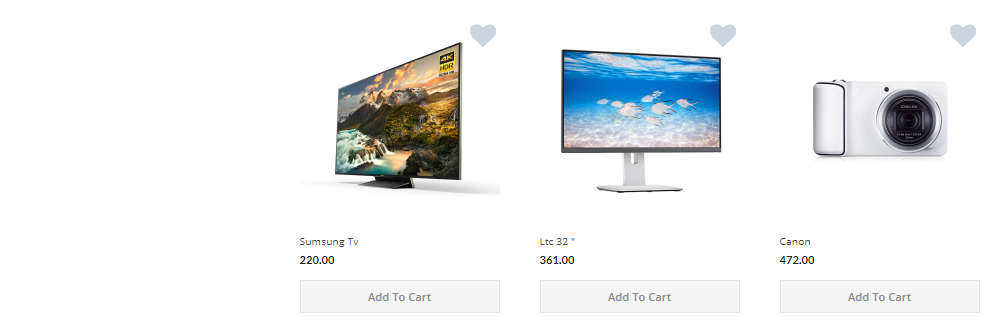 4K
HDR
Sumsung Tv
220.00
Add To Cart
Ltc 32 "
361.00
Add To Cart
Canon
472.00
Add To Cart